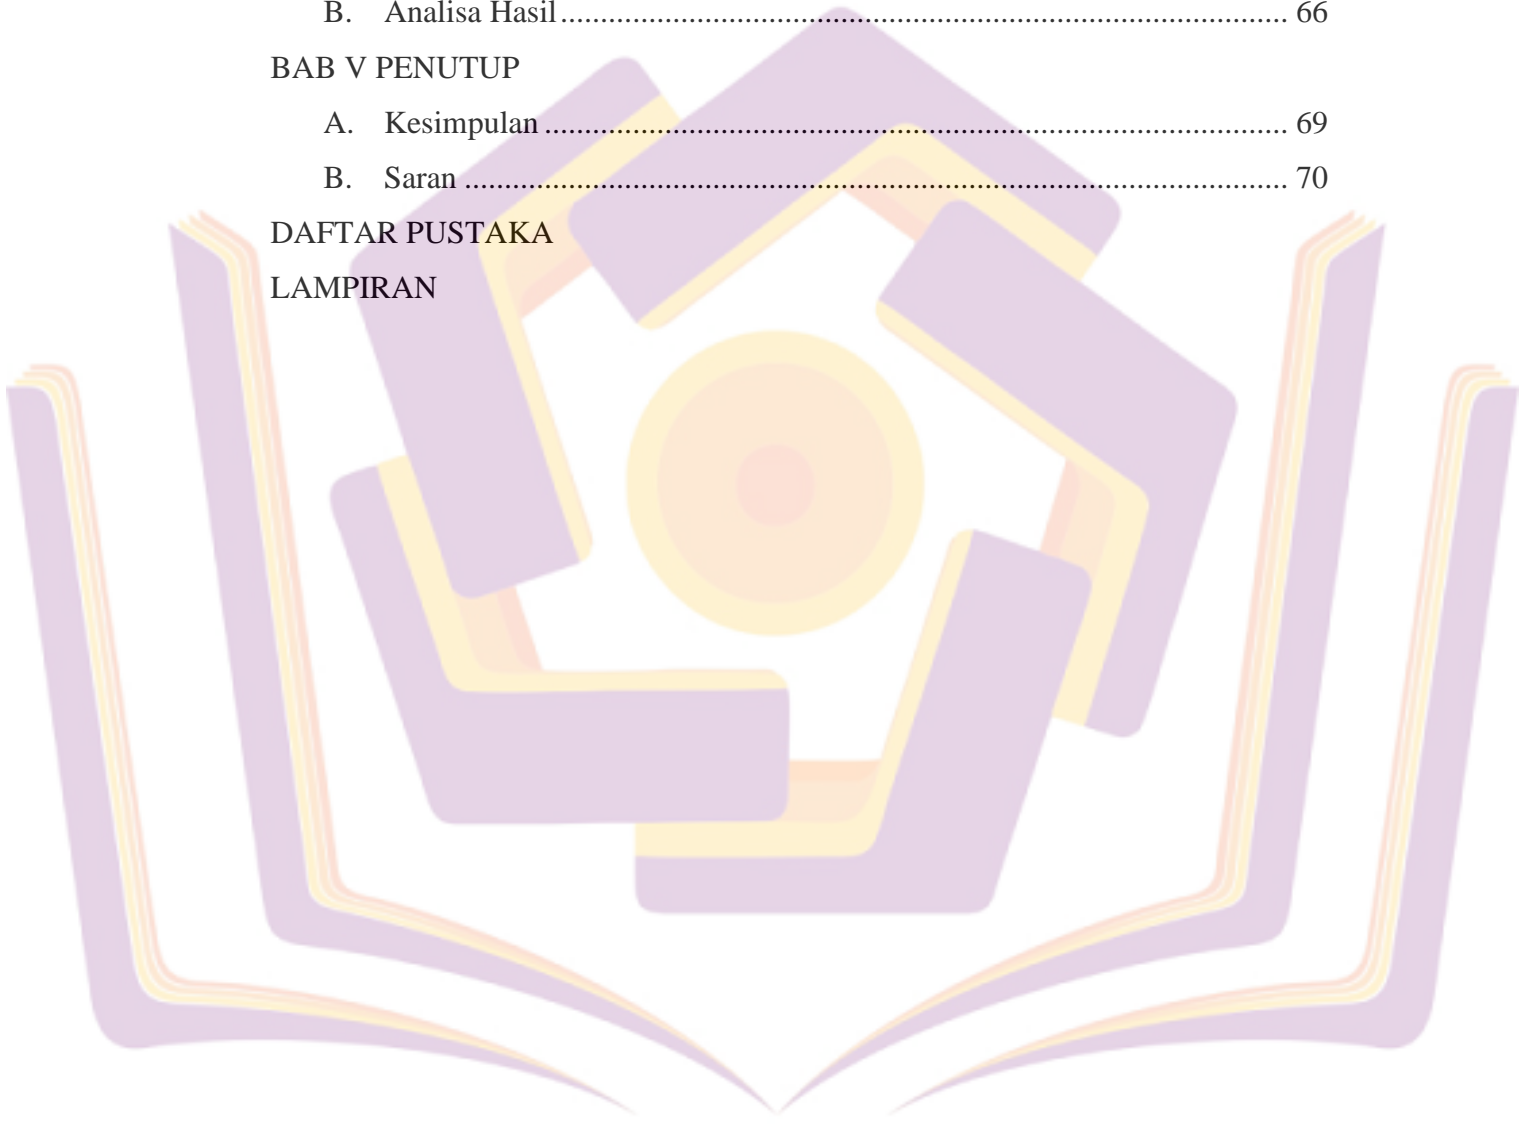 B. Analisa Hasil........................................................................................... 66
BAB V PENUTUP
A. Kesimpulan............................................................................................. 69
B. Saran ....................................................................................................... 70
DAFTAR PUSTAKA
LAMPIRAN